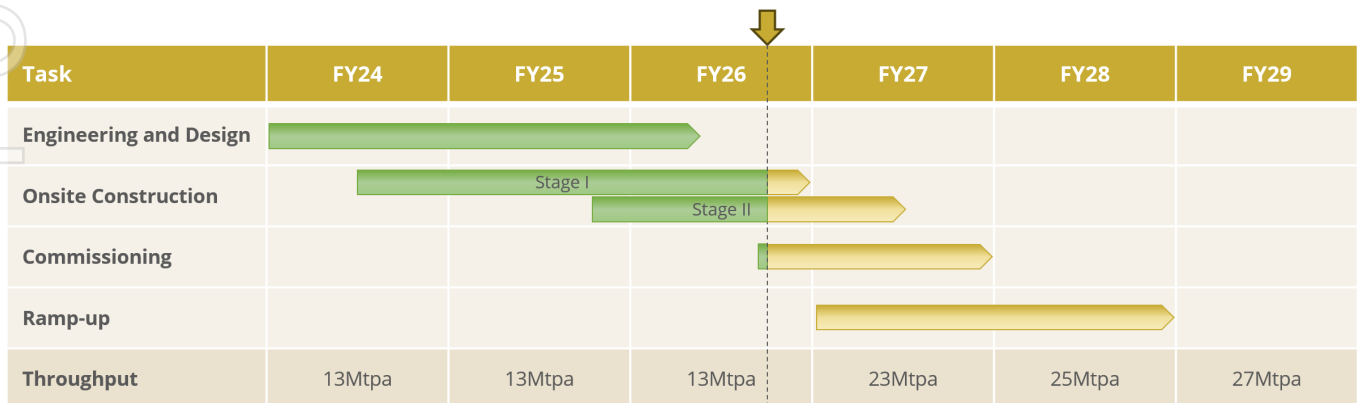 Task FY24 FY25 FY26 FY27 FY28 FY29
Engineering and Design
Onsite Construction
Stage I
Stage II
Commissioning
Ramp-up
Throughput 13Mtpa 13Mtpa 13Mtpa 23Mtpa 25Mtpa 27Mtpa